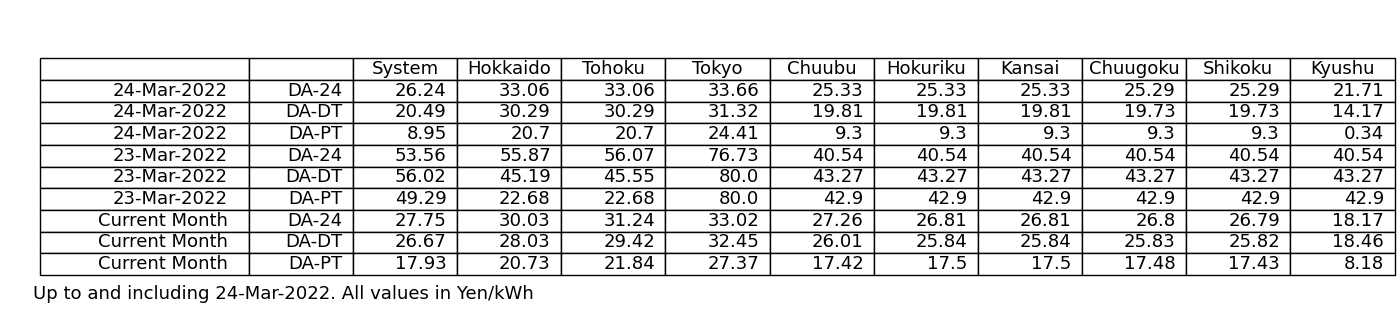 System Hokkaido Tohoku Tokyo Chuubu Hokuriku Kansai Chuugoku Shikoku Kyushu
24-Mar-2022 DA-24 26.24 33.06 33.06 33.66 25.33 25.33 25.33 25.29 25.29 21.71
24-Mar-2022 DA-DT 20.49 30.29 30.29 31.32 19.81 19.81 19.81 19.73 19.73 14.17
24-Mar-2022 DA-PT 8.95 20.7 20.7 24.41 9.3 9.3 9.3 9.3 9.3 0.34
23-Mar-2022 DA-24 53.56 55.87 56.07 76.73 40.54 40.54 40.54 40.54 40.54 40.54
23-Mar-2022 DA-DT 56.02 45.19 45.55 80.0 43.27 43.27 43.27 43.27 43.27 43.27
23-Mar-2022 DA-PT 49.29 22.68 22.68 80.0 42.9 42.9 42.9 42.9 42.9 42.9
Current Month DA-24 27.75 30.03 31.24 33.02 27.26 26.81 26.81 26.8 26.79 18.17
Current Month DA-DT 26.67 28.03 29.42 32.45 26.01 25.84 25.84 25.83 25.82 18.46
Current Month DA-PT 17.93 20.73 21.84 27.37 17.42 17.5 17.5 17.48 17.43 8.18
Up to and including 24-Mar-2022. All values in Yen/kWh